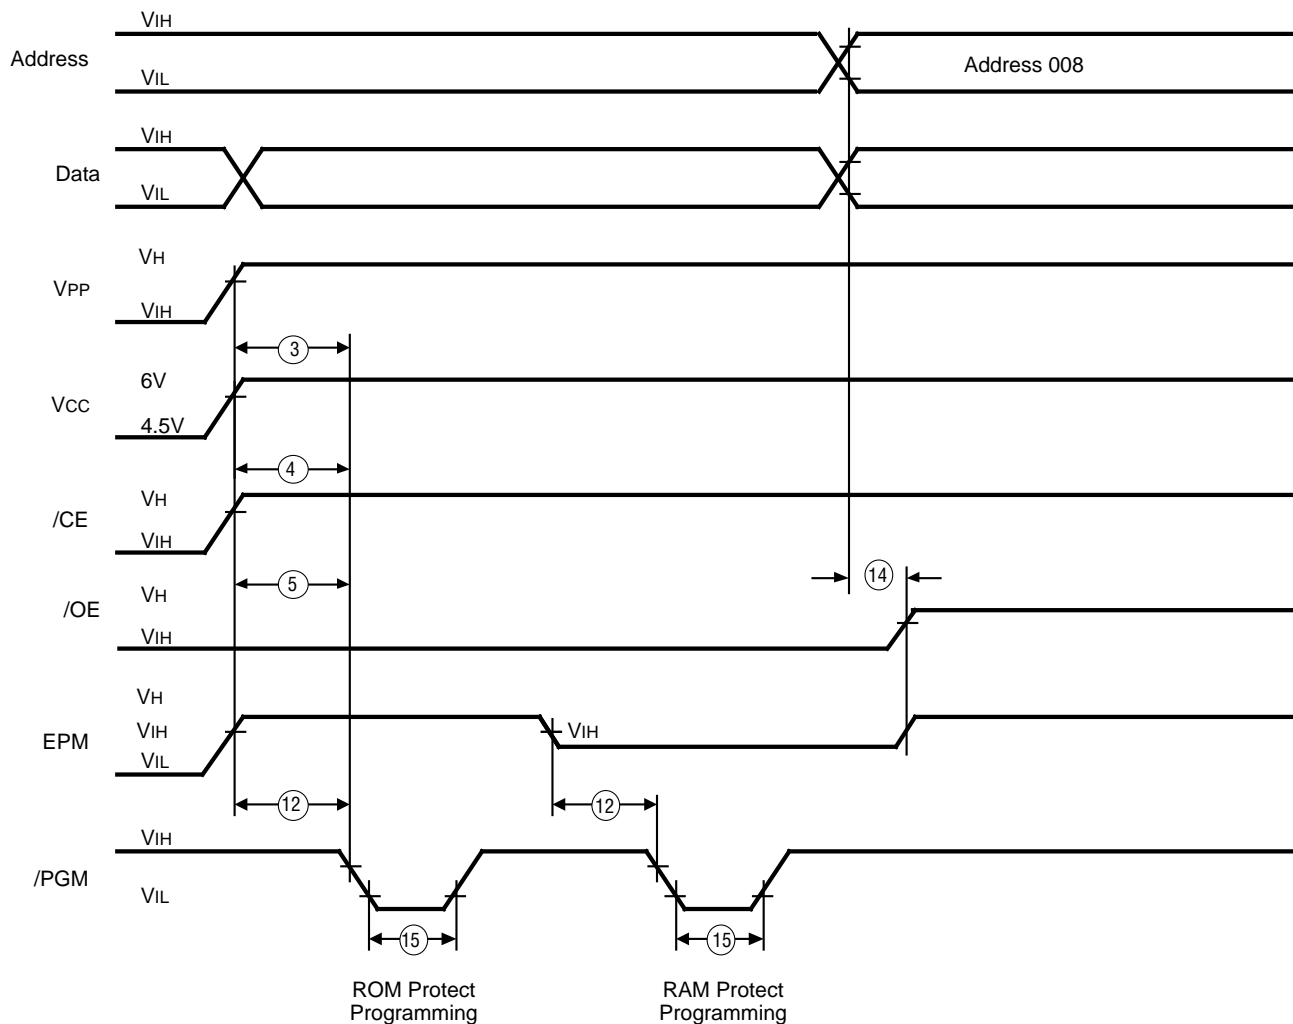 VIH
Address
VIL
Address 008
VIH
Data
VIL
VH
VPP
VIH
3
6V
VCC
4.5V
4
VH
/CE
VIH
5
14
VH
/OE
VIH
VH
VIH
VIH
EPM
VIL
12
12
VIH
/PGM
VIL
15
15
ROM Protect
Programming
RAM Protect
Programming